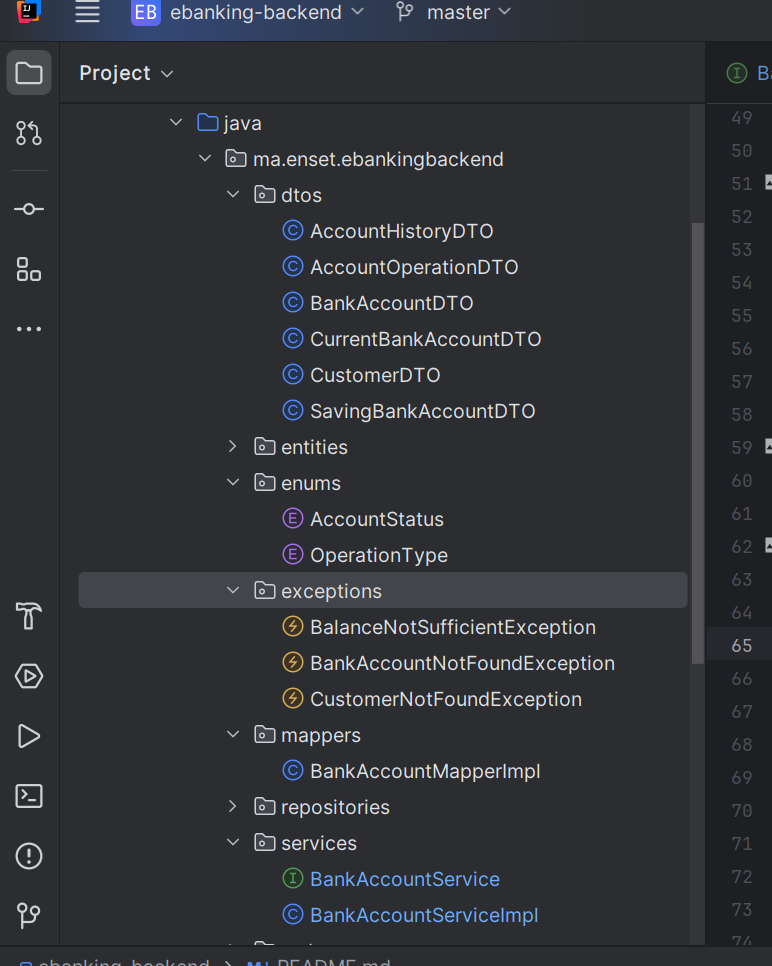 EB ebanking-backend master
Project
java
ma.enset.ebankingbackend
dtos
AccountHistoryDTO
AccountOperationDTO
BankAccountDTO
CurrentBankAccountDTO
CustomerDTO
SavingBankAccountDTO
entities
enums
AccountStatus
OperationType
exceptions
BalanceNotSufficientException
BankAccountNotFoundException
CustomerNotFoundException
mappers
BankAccountMapperImpl
repositories
services
BankAccountService
BankAccountServiceImpl
ebanking-backend > README.md
49
50
51
52
53
54
55
56
57
58
59
60
61
62
63
64
65
66
67
68
69
70
71
72
73
74